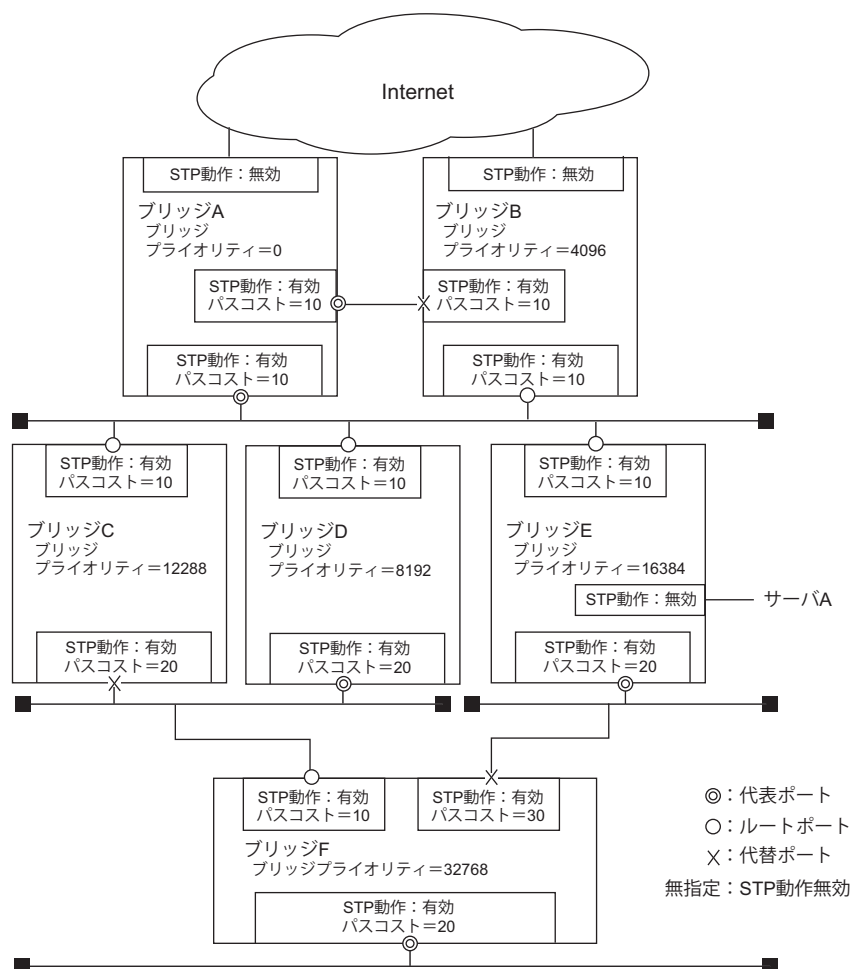 Internet
STP動作：無効
STP動作：無効
ブリッジA
ブリッジ
プライオリティ＝0
ブリッジB
ブリッジ
プライオリティ＝4096
STP動作：有効
パスコスト＝10
STP動作：有効
パスコスト＝10
STP動作：有効
パスコスト＝10
STP動作：有効
パスコスト＝10
STP動作：有効
パスコスト＝10
STP動作：有効
パスコスト＝10
STP動作：有効
パスコスト＝10
ブリッジC
ブリッジ
プライオリティ＝12288
ブリッジD
ブリッジ
プライオリティ＝8192
ブリッジE
ブリッジ
プライオリティ＝16384
STP動作：無効
サーバA
STP動作：有効
パスコスト＝20
STP動作：有効
パスコスト＝20
STP動作：有効
パスコスト＝20
STP動作：有効
パスコスト＝10
STP動作：有効
パスコスト＝30
ブリッジF
ブリッジプライオリティ＝32768
STP動作：有効
パスコスト＝20
◎：代表ポート
○：ルートポート
×：代替ポート
無指定：STP動作無効